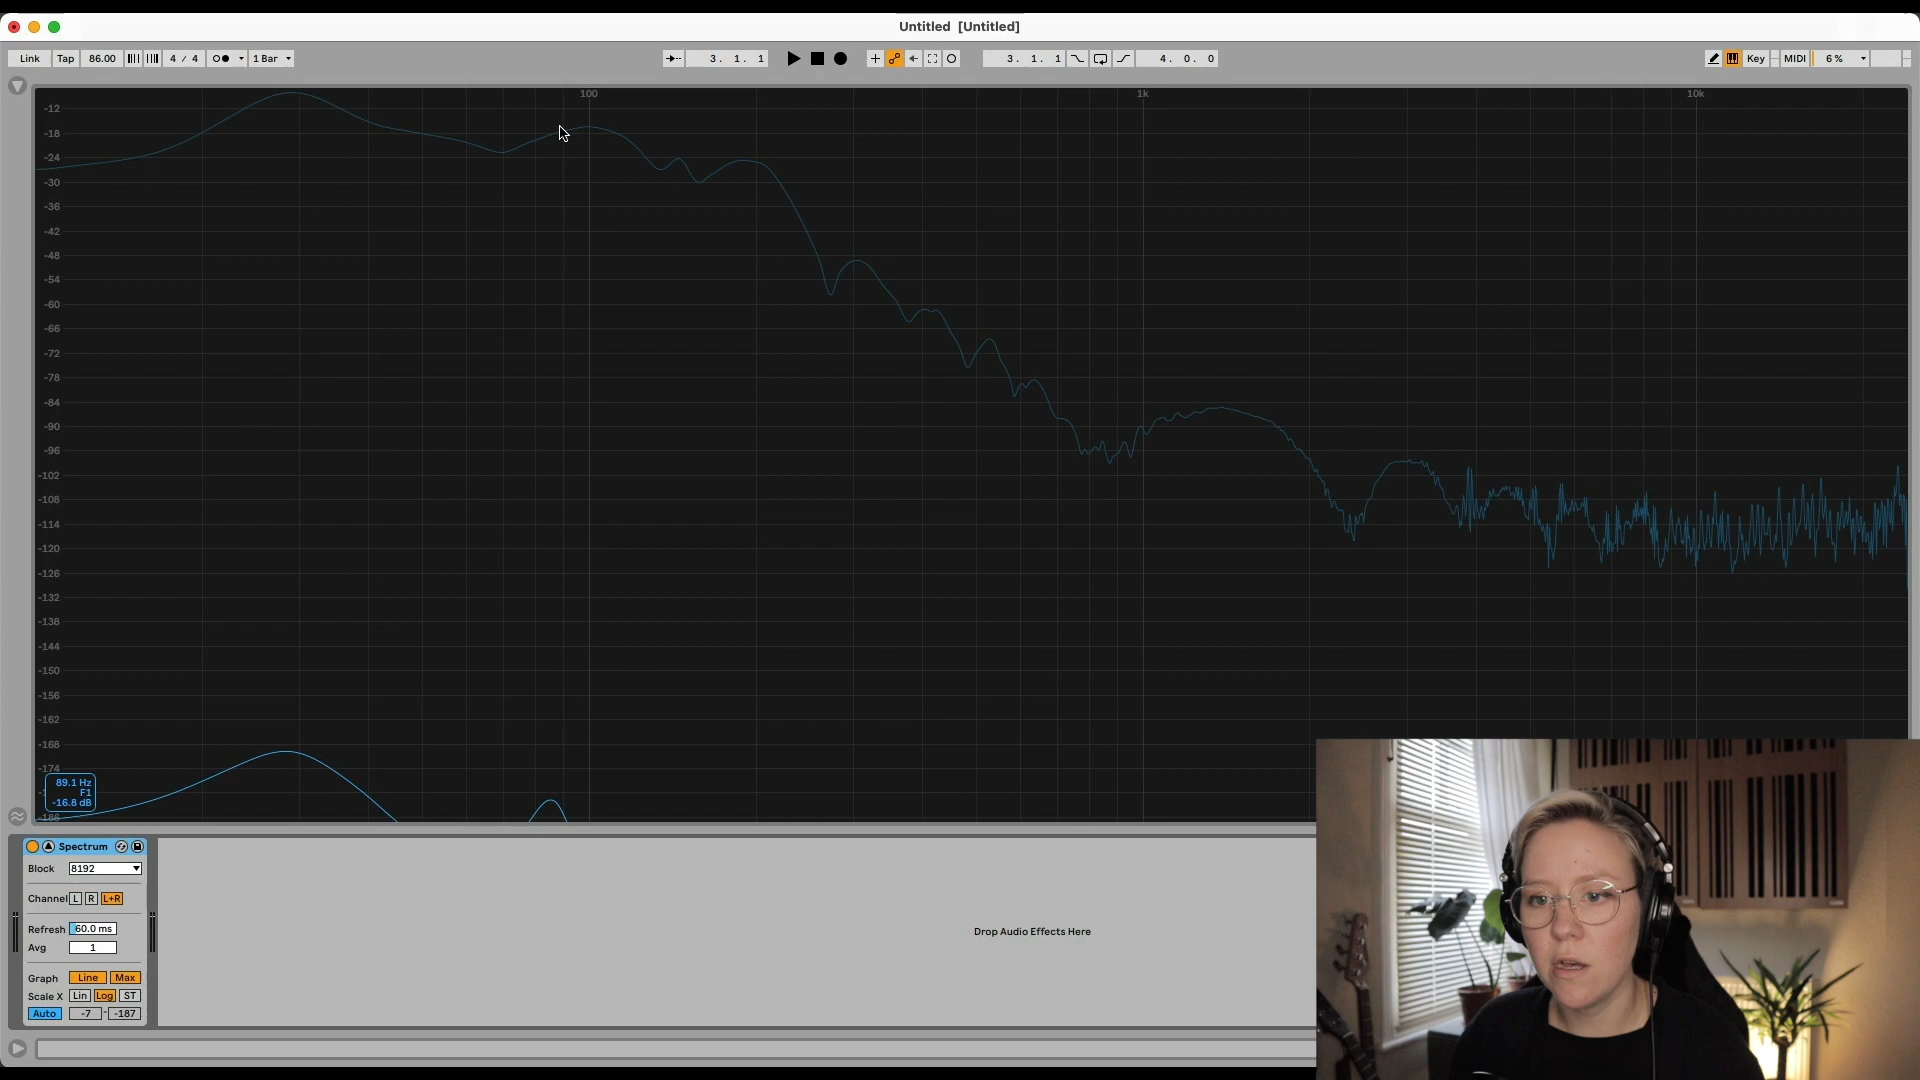 Untitled [Untitled]
Link Tap 86.00 4 / 4 1 Bar 3. 1. 1 3. 1. 1 4. 0. 0 Key MIDI 6 %
100 1k 10k
-12
-18
-24
-30
-36
-42
-48
-54
-60
-66
-72
-78
-84
-90
-96
-102
-108
-114
-120
-126
-132
-138
-144
-150
-156
-162
-168
-174
89.1 Hz
F1
-16.8 dB
-186
Spectrum
Block 8192
Channel L R L+R
Refresh 60.0 ms
Avg 1
Graph Line Max
Scale X Lin Log ST
Auto -7 - -187
Drop Audio Effects Here